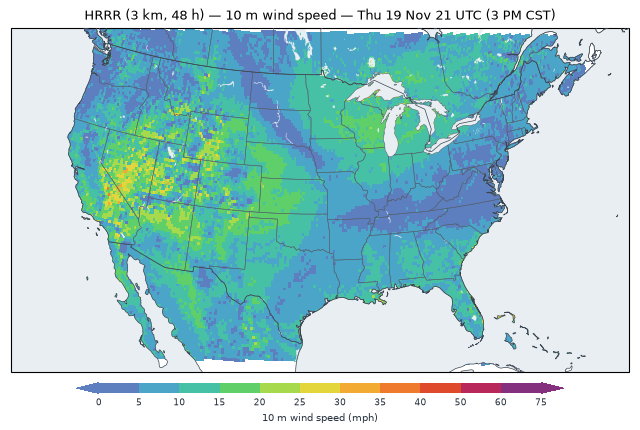 HRRR (3 km, 48 h) — 10 m wind speed — Thu 19 Nov 21 UTC (3 PM CST)
0 5 10 15 20 25 30 35 40 50 60 75
10 m wind speed (mph)